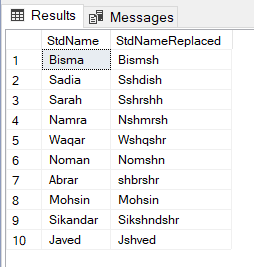 Results Messages
StdName StdNameReplaced
1 Bisma Bismsh
2 Sadia Sshdish
3 Sarah Sshrshh
4 Namra Nshmrsh
5 Waqar Wshqshr
6 Noman Nomshn
7 Abrar shbrshr
8 Mohsin Mohsin
9 Sikandar Sikshndshr
10 Javed Jshved